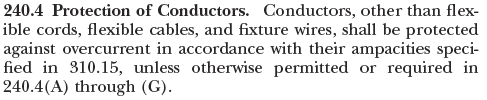 240.4 Protection of Conductors. Conductors, other than flex-
ible cords, flexible cables, and fixture wires, shall be protected
against overcurrent in accordance with their ampacities speci-
fied in 310.15, unless otherwise permitted or required in
240.4(A) through (G).